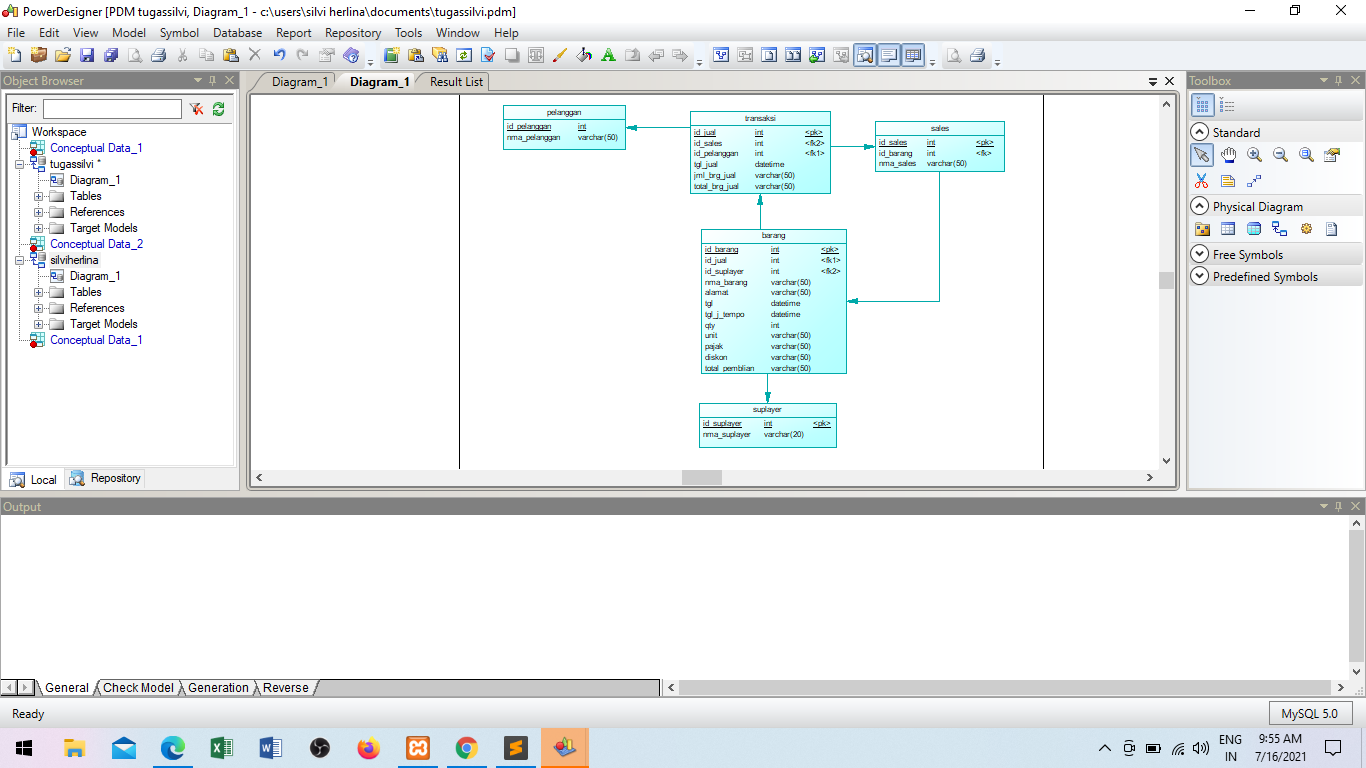 PowerDesigner [PDM tugassilvi, Diagram_1 - c:\users\silvi herlina\documents\tugassilvi.pdm]
File Edit View Model Symbol Database Report Repository Tools Window Help
Object Browser
Filter:
Workspace
Conceptual Data_1
tugassilvi *
Diagram_1
Tables
References
Target Models
Conceptual Data_2
silviherlina
Diagram_1
Tables
References
Target Models
Conceptual Data_1
Local Repository
Diagram_1 Diagram_1 Result List
pelanggan
id_pelanggan int
nma_pelanggan varchar(50)
transaksi
id_jual int <pk>
id_sales int <fk2>
id_pelanggan int <fk1>
tgl_jual datetime
jml_brg_jual varchar(50)
total_brg_jual varchar(50)
sales
id_sales int <pk>
id_barang int <fk>
nma_sales varchar(50)
barang
id_barang int <pk>
id_jual int <fk1>
id_suplayer int <fk2>
nma_barang varchar(50)
alamat varchar(50)
tgl datetime
tgl_j_tempo datetime
qty int
unit varchar(50)
pajak varchar(50)
diskon varchar(50)
total_pemblian varchar(50)
suplayer
id_suplayer int <pk>
nma_suplayer varchar(20)
Toolbox
Standard
Physical Diagram
Free Symbols
Predefined Symbols
Output
General Check Model Generation Reverse
Ready
MySQL 5.0
ENG
IN
9:55 AM
7/16/2021